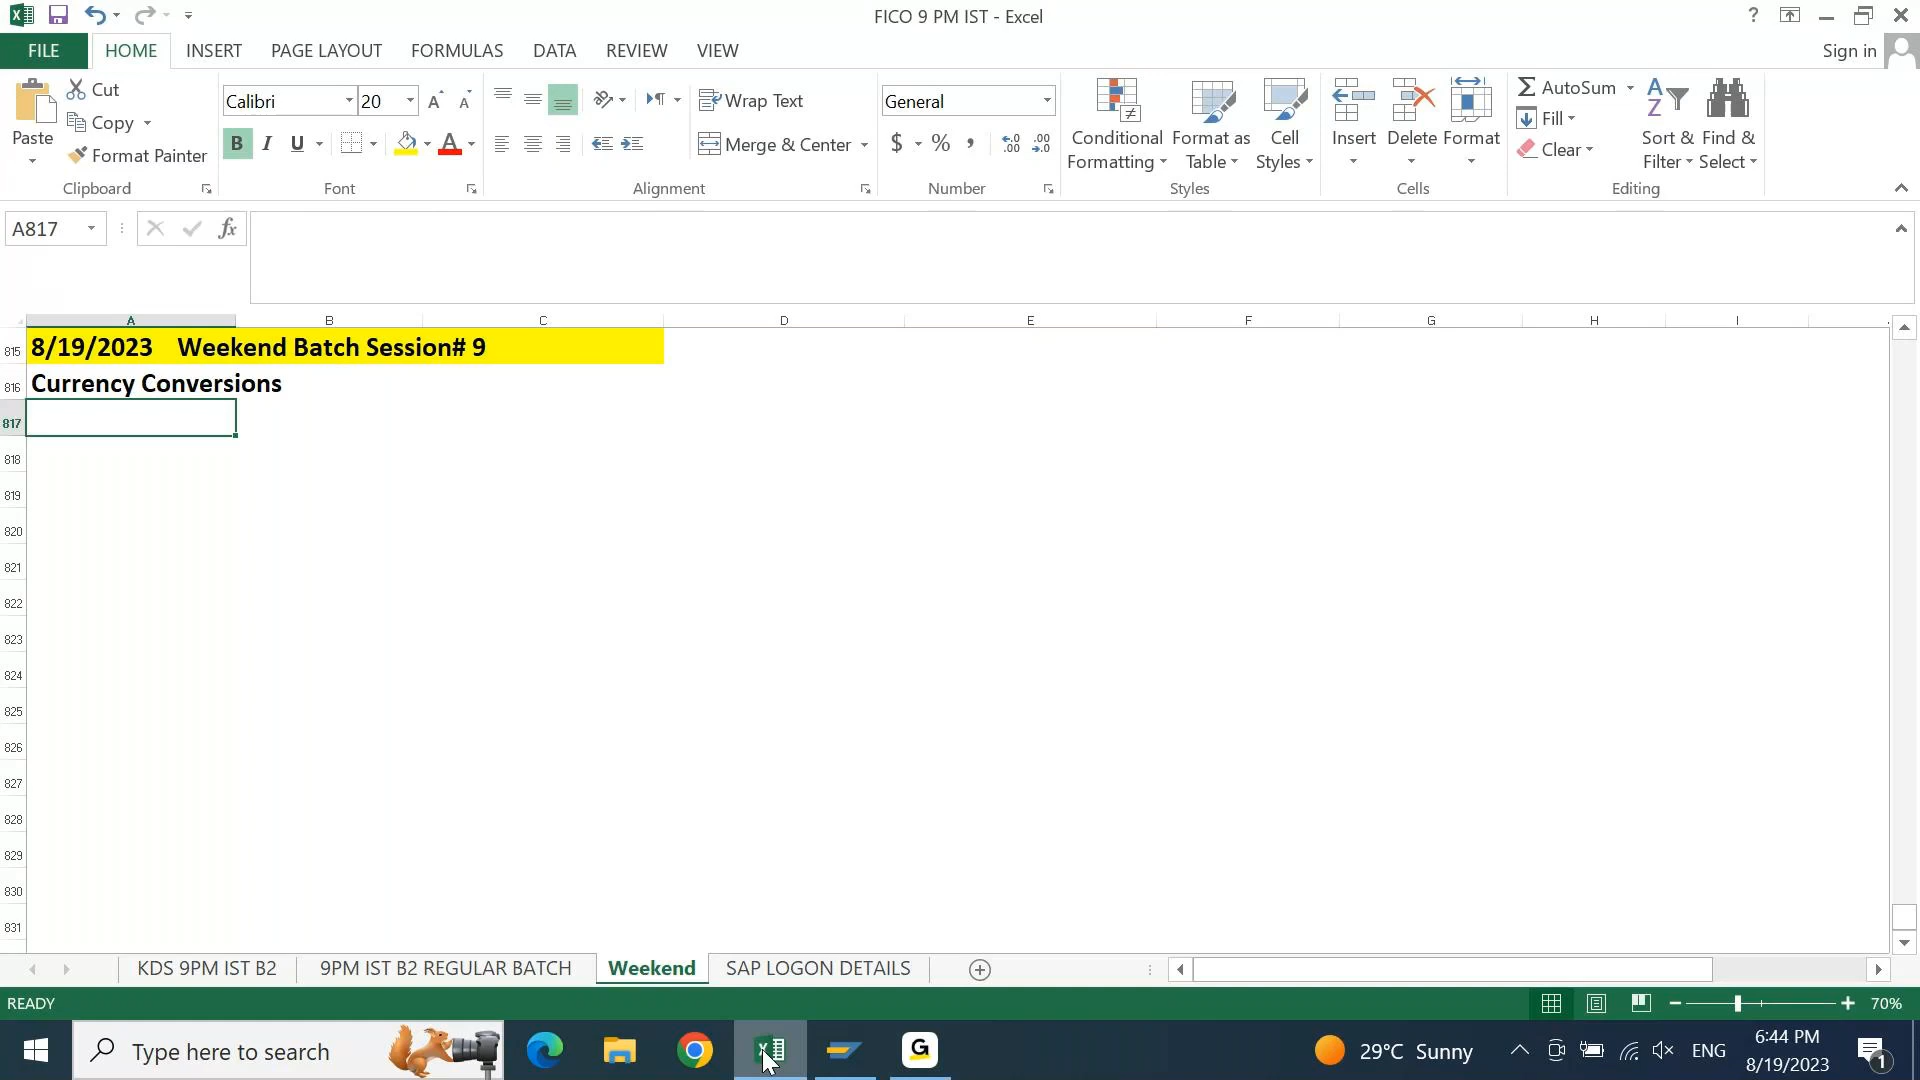 FICO 9 PM IST - Excel
?
FILE HOME INSERT PAGE LAYOUT FORMULAS DATA REVIEW VIEW Sign in
Cut
Copy
Format Painter
Paste
Clipboard
Calibri 20
B I U A
Font
Wrap Text
Merge & Center
Alignment
General
$ %
Number
Conditional Formatting
Format as Table
Cell Styles
Styles
Insert Delete Format
Cells
AutoSum
Fill
Clear
Sort & Filter
Find & Select
Editing
A817 fx
A B C D E F G H I
815 8/19/2023 Weekend Batch Session# 9
816 Currency Conversions
817
818
819
820
821
822
823
824
825
826
827
828
829
830
831
KDS 9PM IST B2 9PM IST B2 REGULAR BATCH Weekend SAP LOGON DETAILS
READY 70%
Type here to search
29°C Sunny ENG
6:44 PM
8/19/2023
1